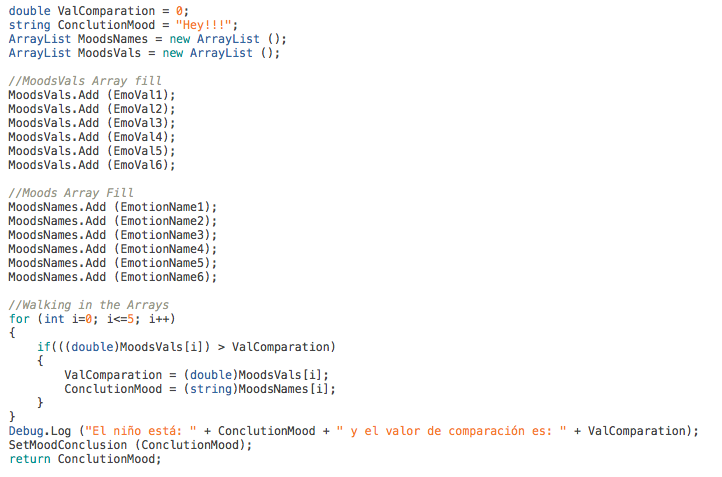 double ValComparation = 0;
string ConclutionMood = "Hey!!!";
ArrayList MoodsNames = new ArrayList ();
ArrayList MoodsVals = new ArrayList ();

//MoodsVals Array fill
MoodsVals.Add (EmoVal1);
MoodsVals.Add (EmoVal2);
MoodsVals.Add (EmoVal3);
MoodsVals.Add (EmoVal4);
MoodsVals.Add (EmoVal5);
MoodsVals.Add (EmoVal6);

//Moods Array Fill
MoodsNames.Add (EmotionName1);
MoodsNames.Add (EmotionName2);
MoodsNames.Add (EmotionName3);
MoodsNames.Add (EmotionName4);
MoodsNames.Add (EmotionName5);
MoodsNames.Add (EmotionName6);

//Walking in the Arrays
for (int i=0; i<=5; i++)
{
    if(((double)MoodsVals[i]) > ValComparation)
    {
        ValComparation = (double)MoodsVals[i];
        ConclutionMood = (string)MoodsNames[i];
    }
}
Debug.Log ("El niño está: " + ConclutionMood + " y el valor de comparación es: " + ValComparation);
SetMoodConclusion (ConclutionMood);
return ConclutionMood;